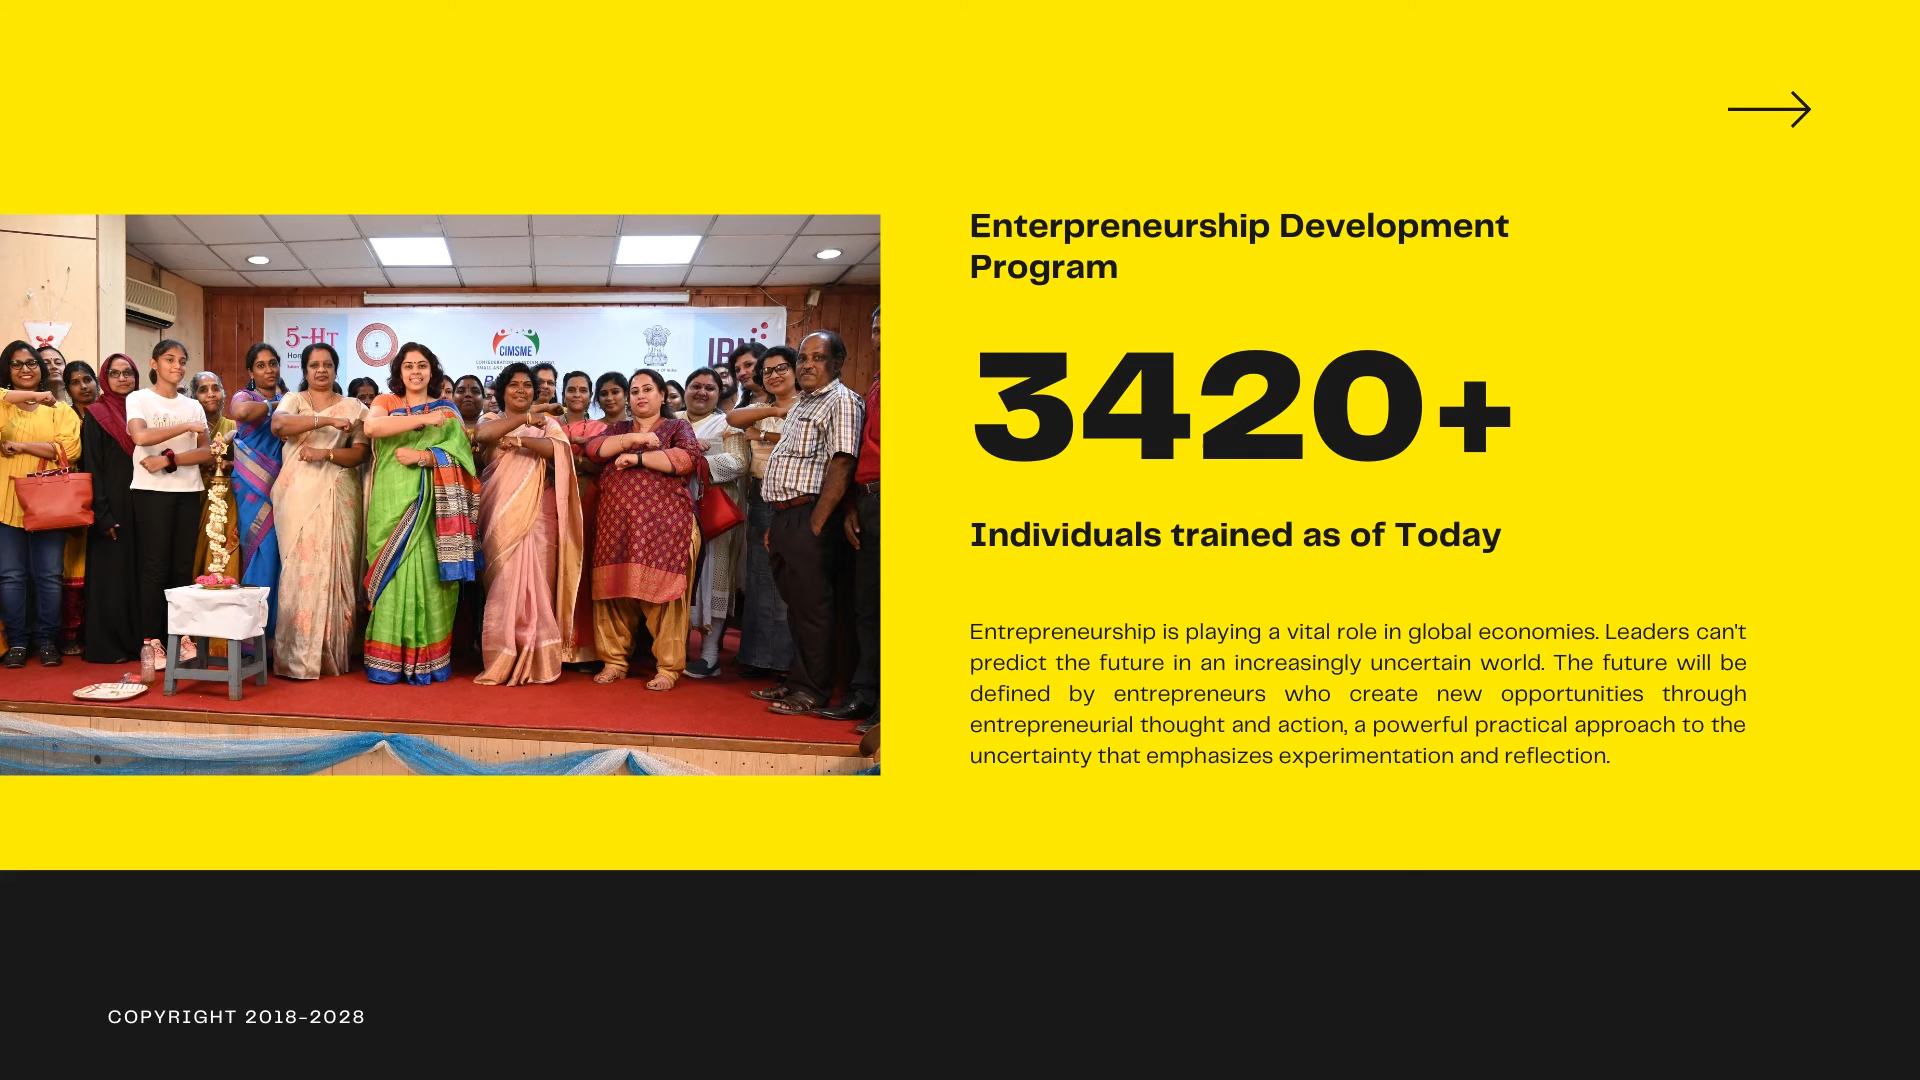 Enterpreneurship Development
Program
3420+
Individuals trained as of Today
Entrepreneurship is playing a vital role in global economies. Leaders can't
predict the future in an increasingly uncertain world. The future will be
defined by entrepreneurs who create new opportunities through
entrepreneurial thought and action, a powerful practical approach to the
uncertainty that emphasizes experimentation and reflection.
5-HT
CIMSME
COPYRIGHT 2018-2028